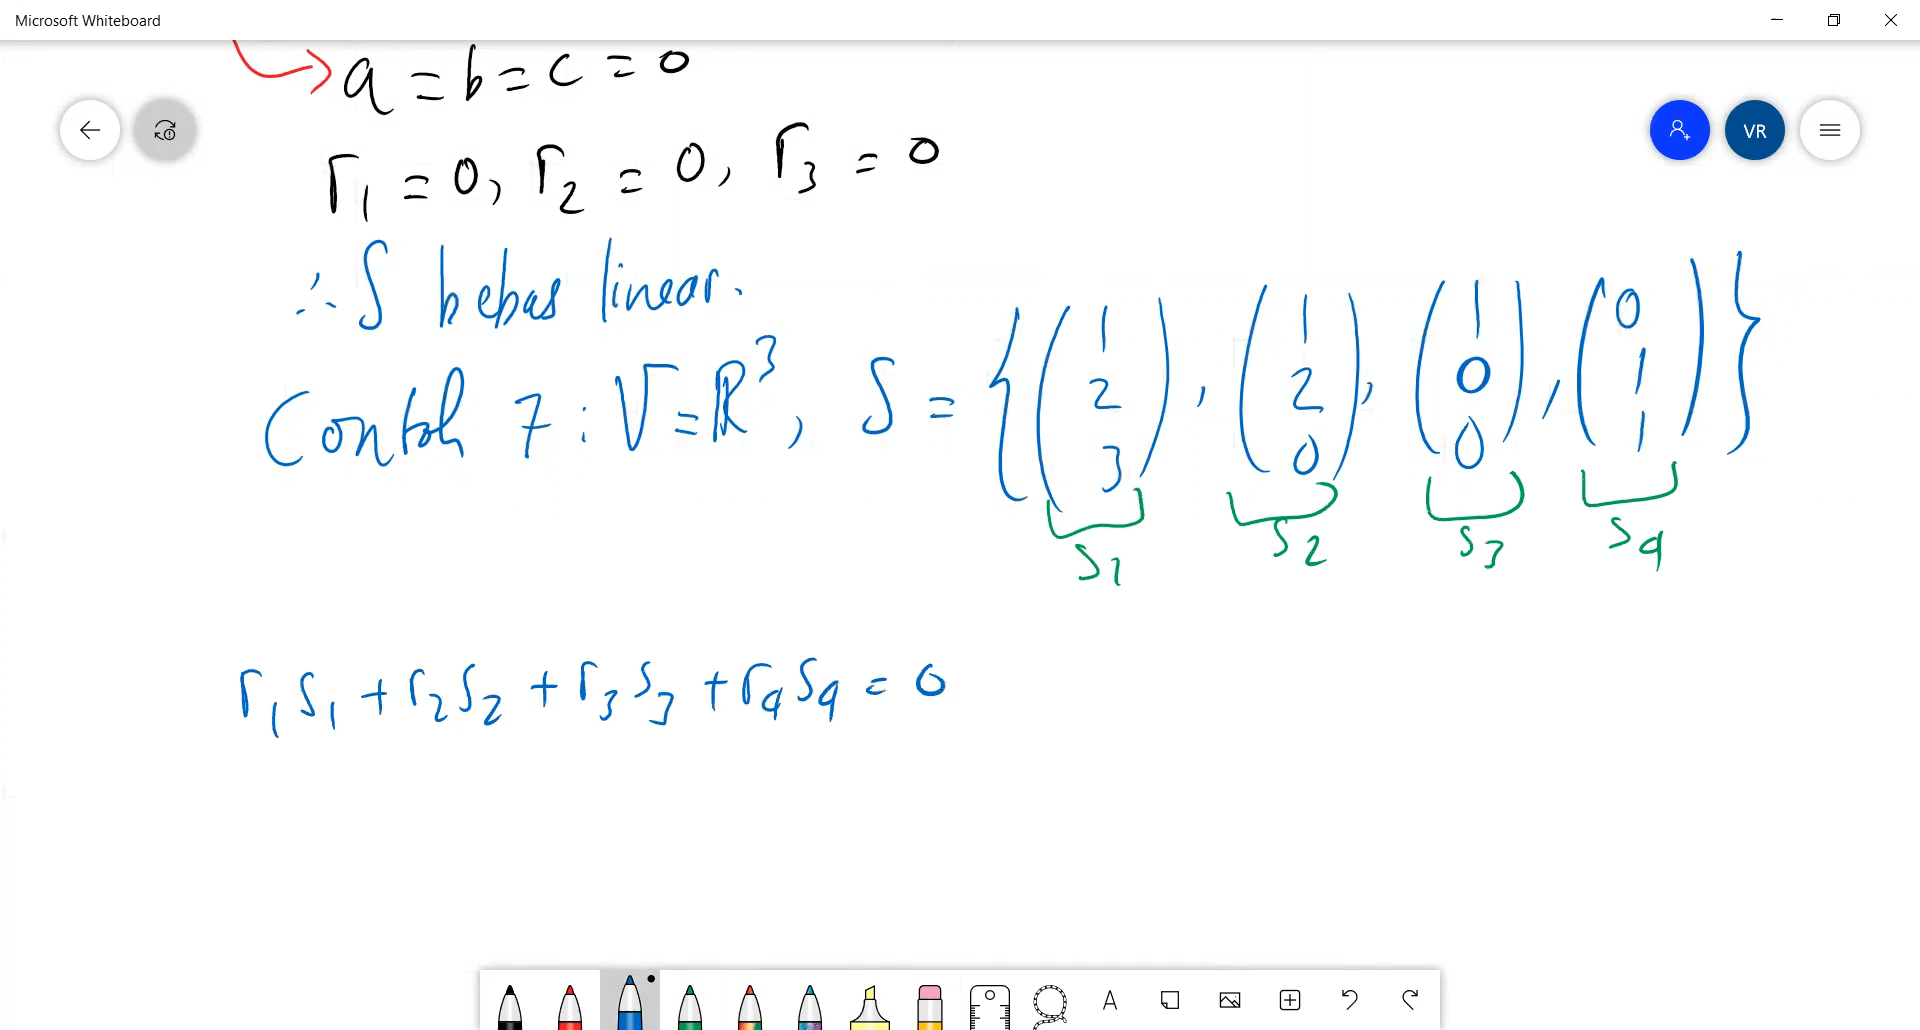 Microsoft Whiteboard
a = b = c = 0
VR
r₁ = 0, r₂ = 0, r₃ = 0
∴ S bebas linear.
Contoh 7 : V = R³, S = { (1 2 3), (1 2 0), (1 0 0), (0 1 1) }
s₁ s₂ s₃ s₄
r₁s₁ + r₂s₂ + r₃s₃ + r₄s₄ = 0
A